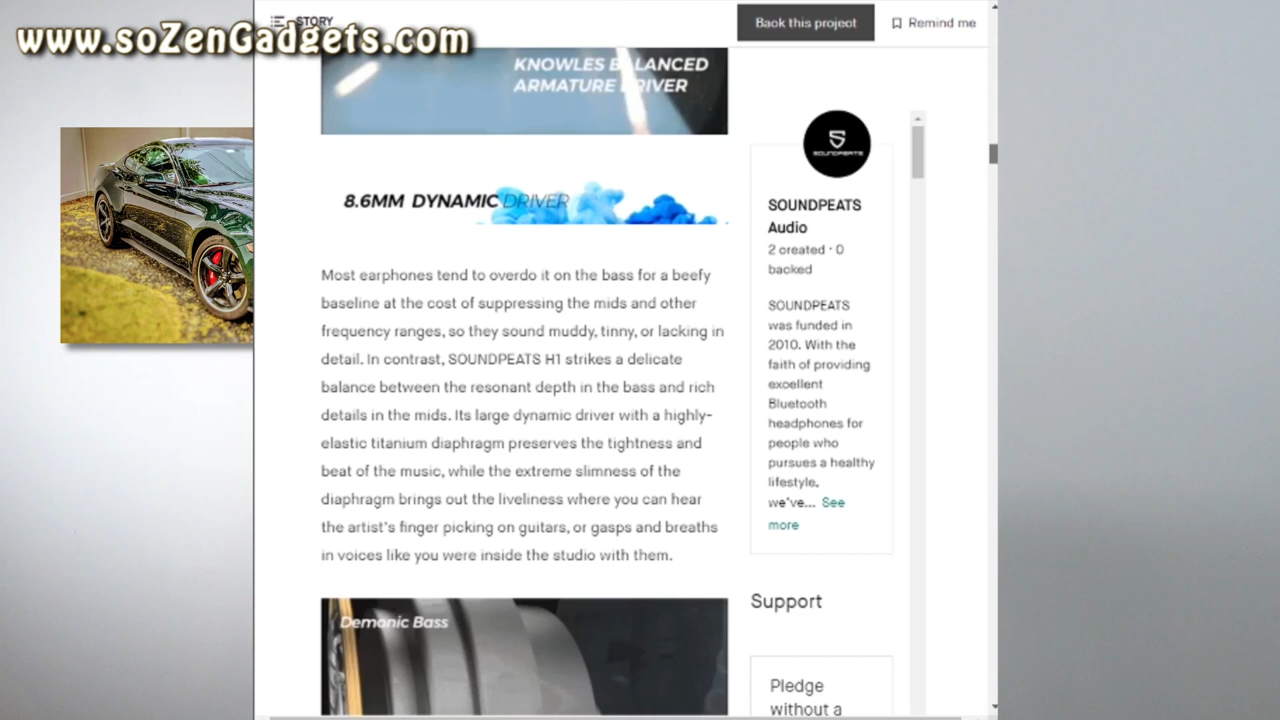 www.soZenGadgets.com
STORY
Back this project
Remind me
KNOWLES BALANCED
ARMATURE DRIVER
8.6MM DYNAMIC DRIVER
Most earphones tend to overdo it on the bass for a beefy
baseline at the cost of suppressing the mids and other
frequency ranges, so they sound muddy, tinny, or lacking in
detail. In contrast, SOUNDPEATS H1 strikes a delicate
balance between the resonant depth in the bass and rich
details in the mids. Its large dynamic driver with a highly-
elastic titanium diaphragm preserves the tightness and
beat of the music, while the extreme slimness of the
diaphragm brings out the liveliness where you can hear
the artist's finger picking on guitars, or gasps and breaths
in voices like you were inside the studio with them.
Demonic Bass
SOUNDPEATS
SOUNDPEATS
Audio
2 created · 0
backed
SOUNDPEATS
was funded in
2010. With the
faith of providing
excellent
Bluetooth
headphones for
people who
pursues a healthy
lifestyle,
we've... See
more
Support
Pledge
without a